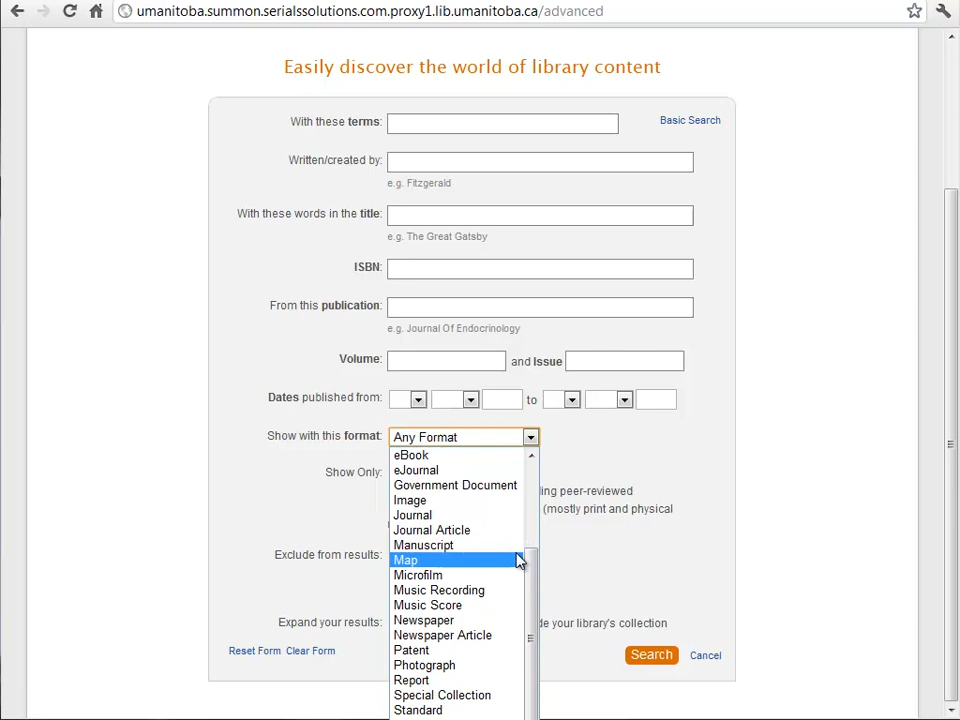 umanitoba.summon.serialssolutions.com.proxy1.lib.umanitoba.ca/advanced
Easily discover the world of library content
With these terms:
Basic Search
Written/created by:
e.g. Fitzgerald
With these words in the title:
e.g. The Great Gatsby
ISBN:
From this publication:
e.g. Journal Of Endocrinology
Volume:
and Issue
Dates published from:
to
Show with this format:
Any Format
eBook
eJournal
Government Document
Image
Journal
Journal Article
Manuscript
Map
Microfilm
Music Recording
Music Score
Newspaper
Newspaper Article
Patent
Photograph
Report
Special Collection
Standard
Show Only:
peer-reviewed
(mostly print and physical
Exclude from results:
Expand your results:
your library's collection
Reset Form Clear Form
Search
Cancel